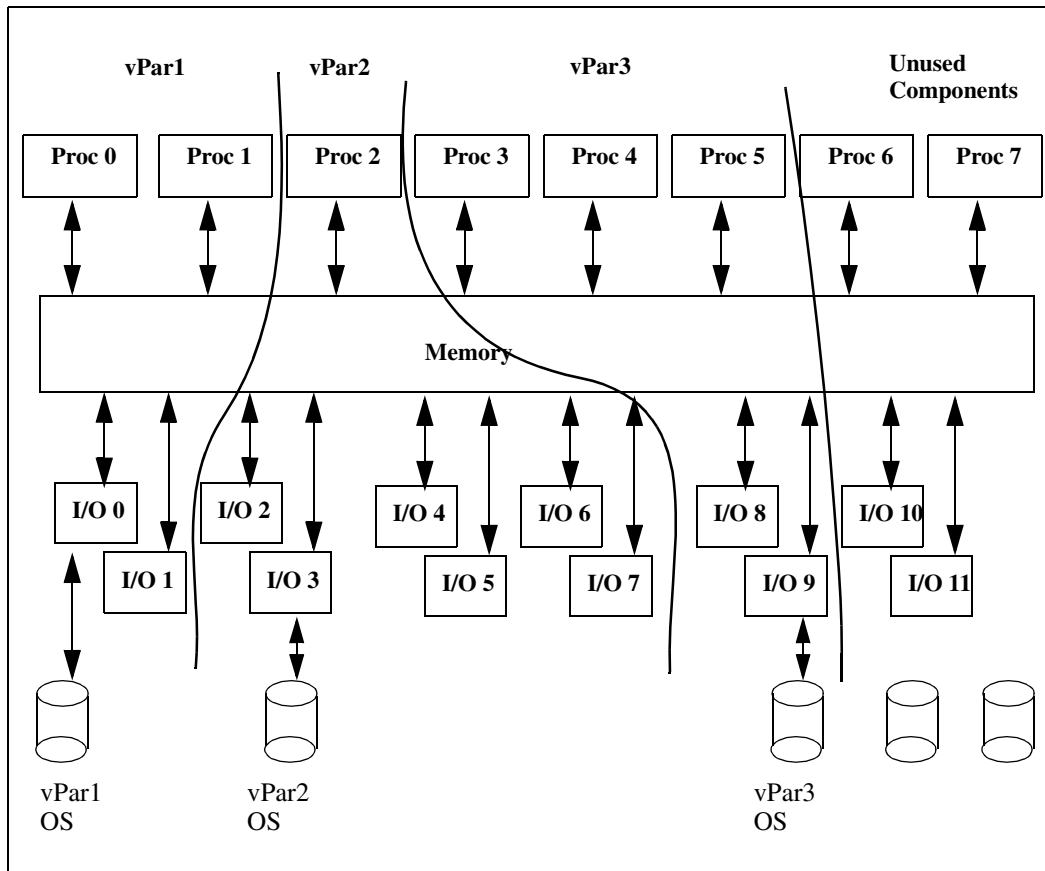 vPar1
vPar2
vPar3
Unused
Components
Proc 0
Proc 1
Proc 2
Proc 3
Proc 4
Proc 5
Proc 6
Proc 7
Memory
I/O 0
I/O 2
I/O 4
I/O 6
I/O 8
I/O 10
I/O 1
I/O 3
I/O 5
I/O 7
I/O 9
I/O 11
vPar1
OS
vPar2
OS
vPar3
OS